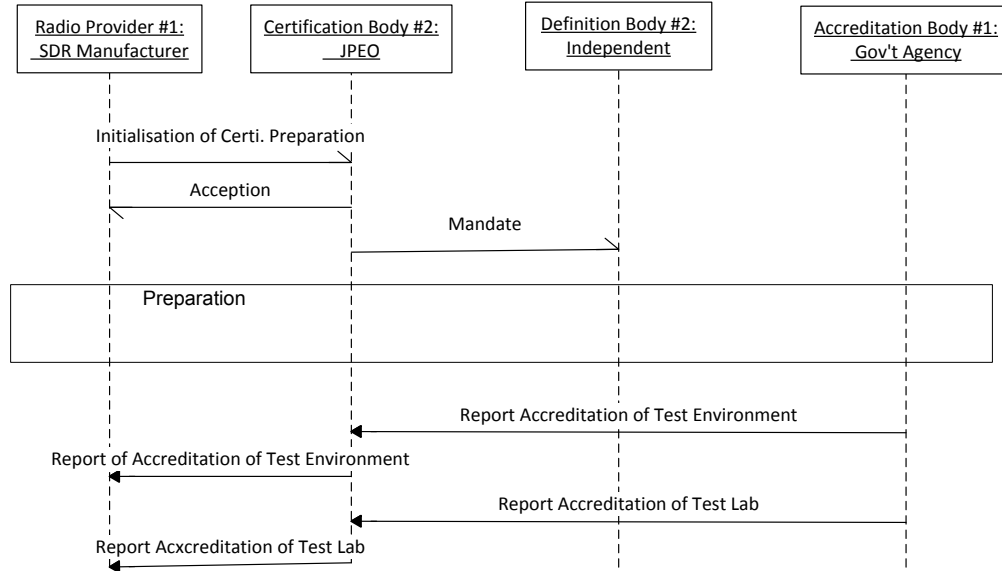 Radio Provider #1:
SDR Manufacturer
Certification Body #2:
JPEO
Definition Body #2:
Independent
Accreditation Body #1:
Gov't Agency
Initialisation of Certi. Preparation
Acception
Mandate
Preparation
Report Accreditation of Test Environment
Report of Accreditation of Test Environment
Report Accreditation of Test Lab
Report Acxcreditation of Test Lab